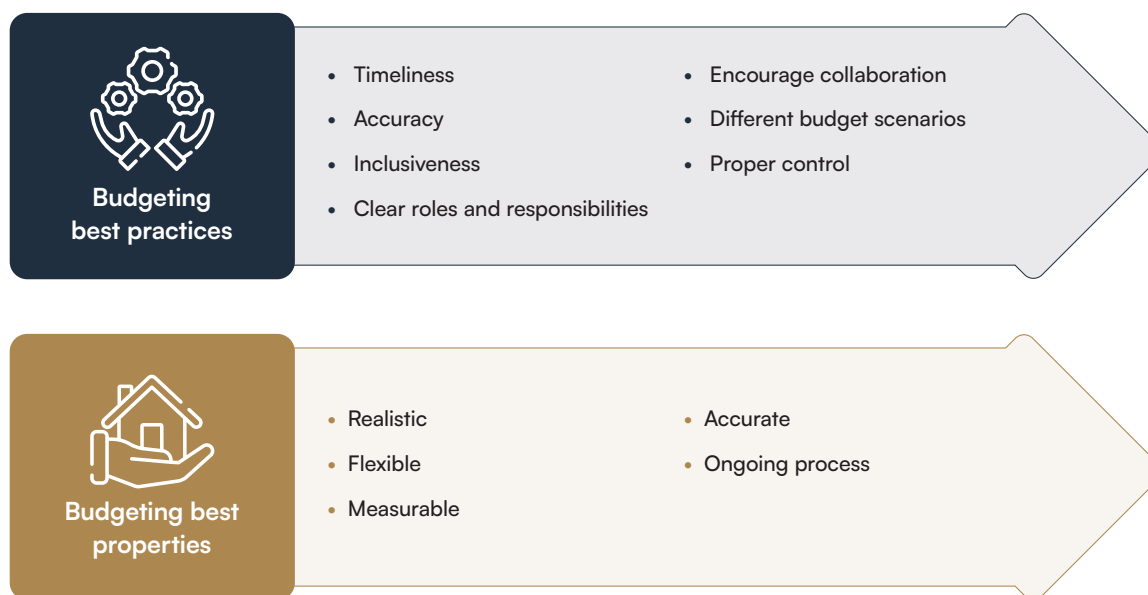 Budgeting
best practices
• Timeliness
• Accuracy
• Inclusiveness
• Clear roles and responsibilities
• Encourage collaboration
• Different budget scenarios
• Proper control
Budgeting best
properties
• Realistic
• Flexible
• Measurable
• Accurate
• Ongoing process